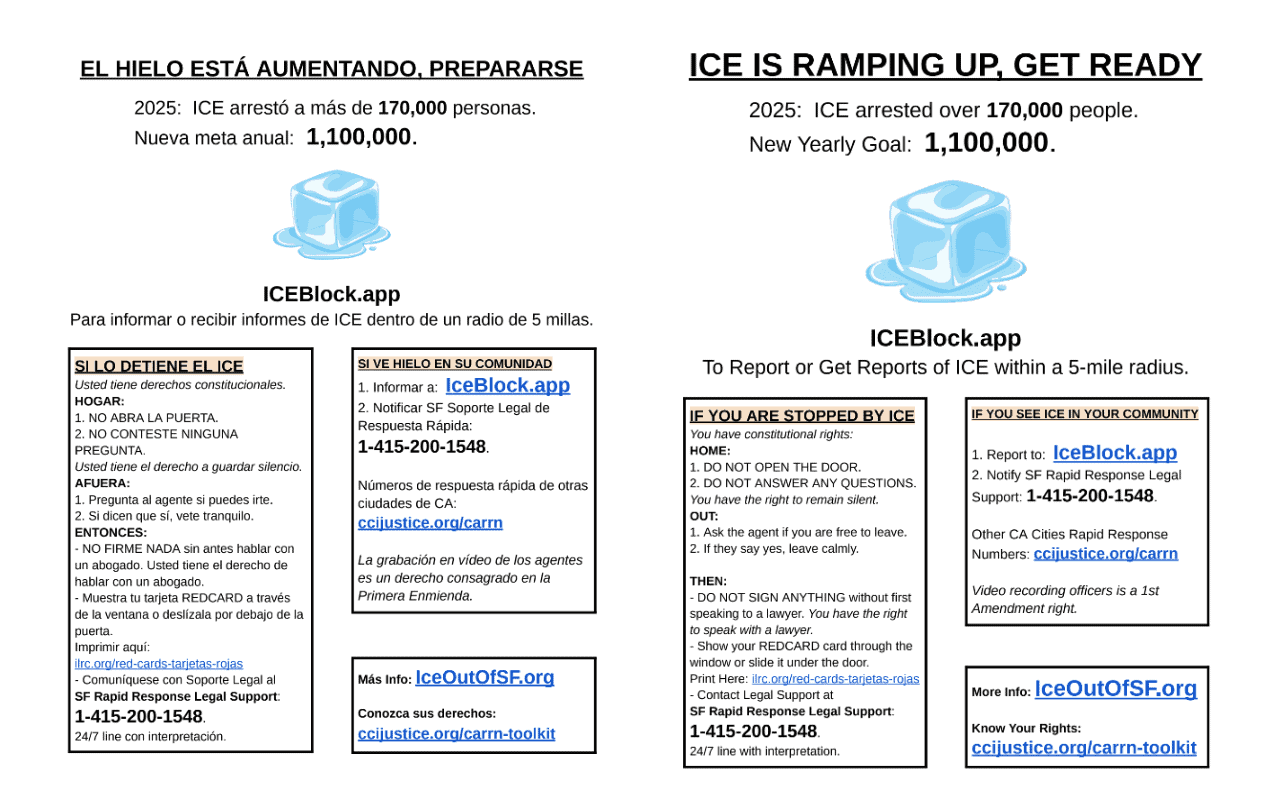 EL HIELO ESTÁ AUMENTANDO, PREPARARSE
2025: ICE arrestó a más de 170,000 personas.
Nueva meta anual: 1,100,000.
ICEBlock.app
Para informar o recibir informes de ICE dentro de un radio de 5 millas.
SI LO DETIENE EL ICE
Usted tiene derechos constitucionales.
HOGAR:
1. NO ABRA LA PUERTA.
2. NO CONTESTE NINGUNA
PREGUNTA.
Usted tiene el derecho a guardar silencio.
AFUERA:
1. Pregunta al agente si puedes irte.
2. Si dicen que sí, vete tranquilo.
ENTONCES:
- NO FIRME NADA sin antes hablar con
un abogado. Usted tiene el derecho de
hablar con un abogado.
- Muestra tu tarjeta REDCARD a través
de la ventana o deslízala por debajo de la
puerta.
Imprimir aquí:
ilrc.org/red-cards-tarjetas-rojas
- Comuníquese con Soporte Legal al
SF Rapid Response Legal Support:
1-415-200-1548.
24/7 line con interpretación.
SI VE HIELO EN SU COMUNIDAD
1. Informar a: IceBlock.app
2. Notificar SF Soporte Legal de
Respuesta Rápida:
1-415-200-1548.
Números de respuesta rápida de otras
ciudades de CA:
ccijustice.org/carrn
La grabación en vídeo de los agentes
es un derecho consagrado en la
Primera Enmienda.
Más Info: IceOutOfSF.org
Conozca sus derechos:
ccijustice.org/carrn-toolkit
ICE IS RAMPING UP, GET READY
2025: ICE arrested over 170,000 people.
New Yearly Goal: 1,100,000.
ICEBlock.app
To Report or Get Reports of ICE within a 5-mile radius.
IF YOU ARE STOPPED BY ICE
You have constitutional rights:
HOME:
1. DO NOT OPEN THE DOOR.
2. DO NOT ANSWER ANY QUESTIONS.
You have the right to remain silent.
OUT:
1. Ask the agent if you are free to leave.
2. If they say yes, leave calmly.
THEN:
- DO NOT SIGN ANYTHING without first
speaking to a lawyer. You have the right
to speak with a lawyer.
- Show your REDCARD card through the
window or slide it under the door.
Print Here: ilrc.org/red-cards-tarjetas-rojas
- Contact Legal Support at
SF Rapid Response Legal Support:
1-415-200-1548.
24/7 line with interpretation.
IF YOU SEE ICE IN YOUR COMMUNITY
1. Report to: IceBlock.app
2. Notify SF Rapid Response Legal
Support: 1-415-200-1548.
Other CA Cities Rapid Response
Numbers: ccijustice.org/carrn
Video recording officers is a 1st
Amendment right.
More Info: IceOutOfSF.org
Know Your Rights:
ccijustice.org/carrn-toolkit